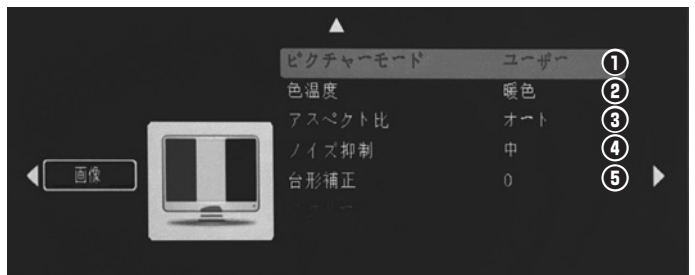 ピクチャーモード ユーザー ①
色温度 暖色 ②
アスペクト比 オート ③
ノイズ抑制 中 ④
画像
台形補正 0 ⑤